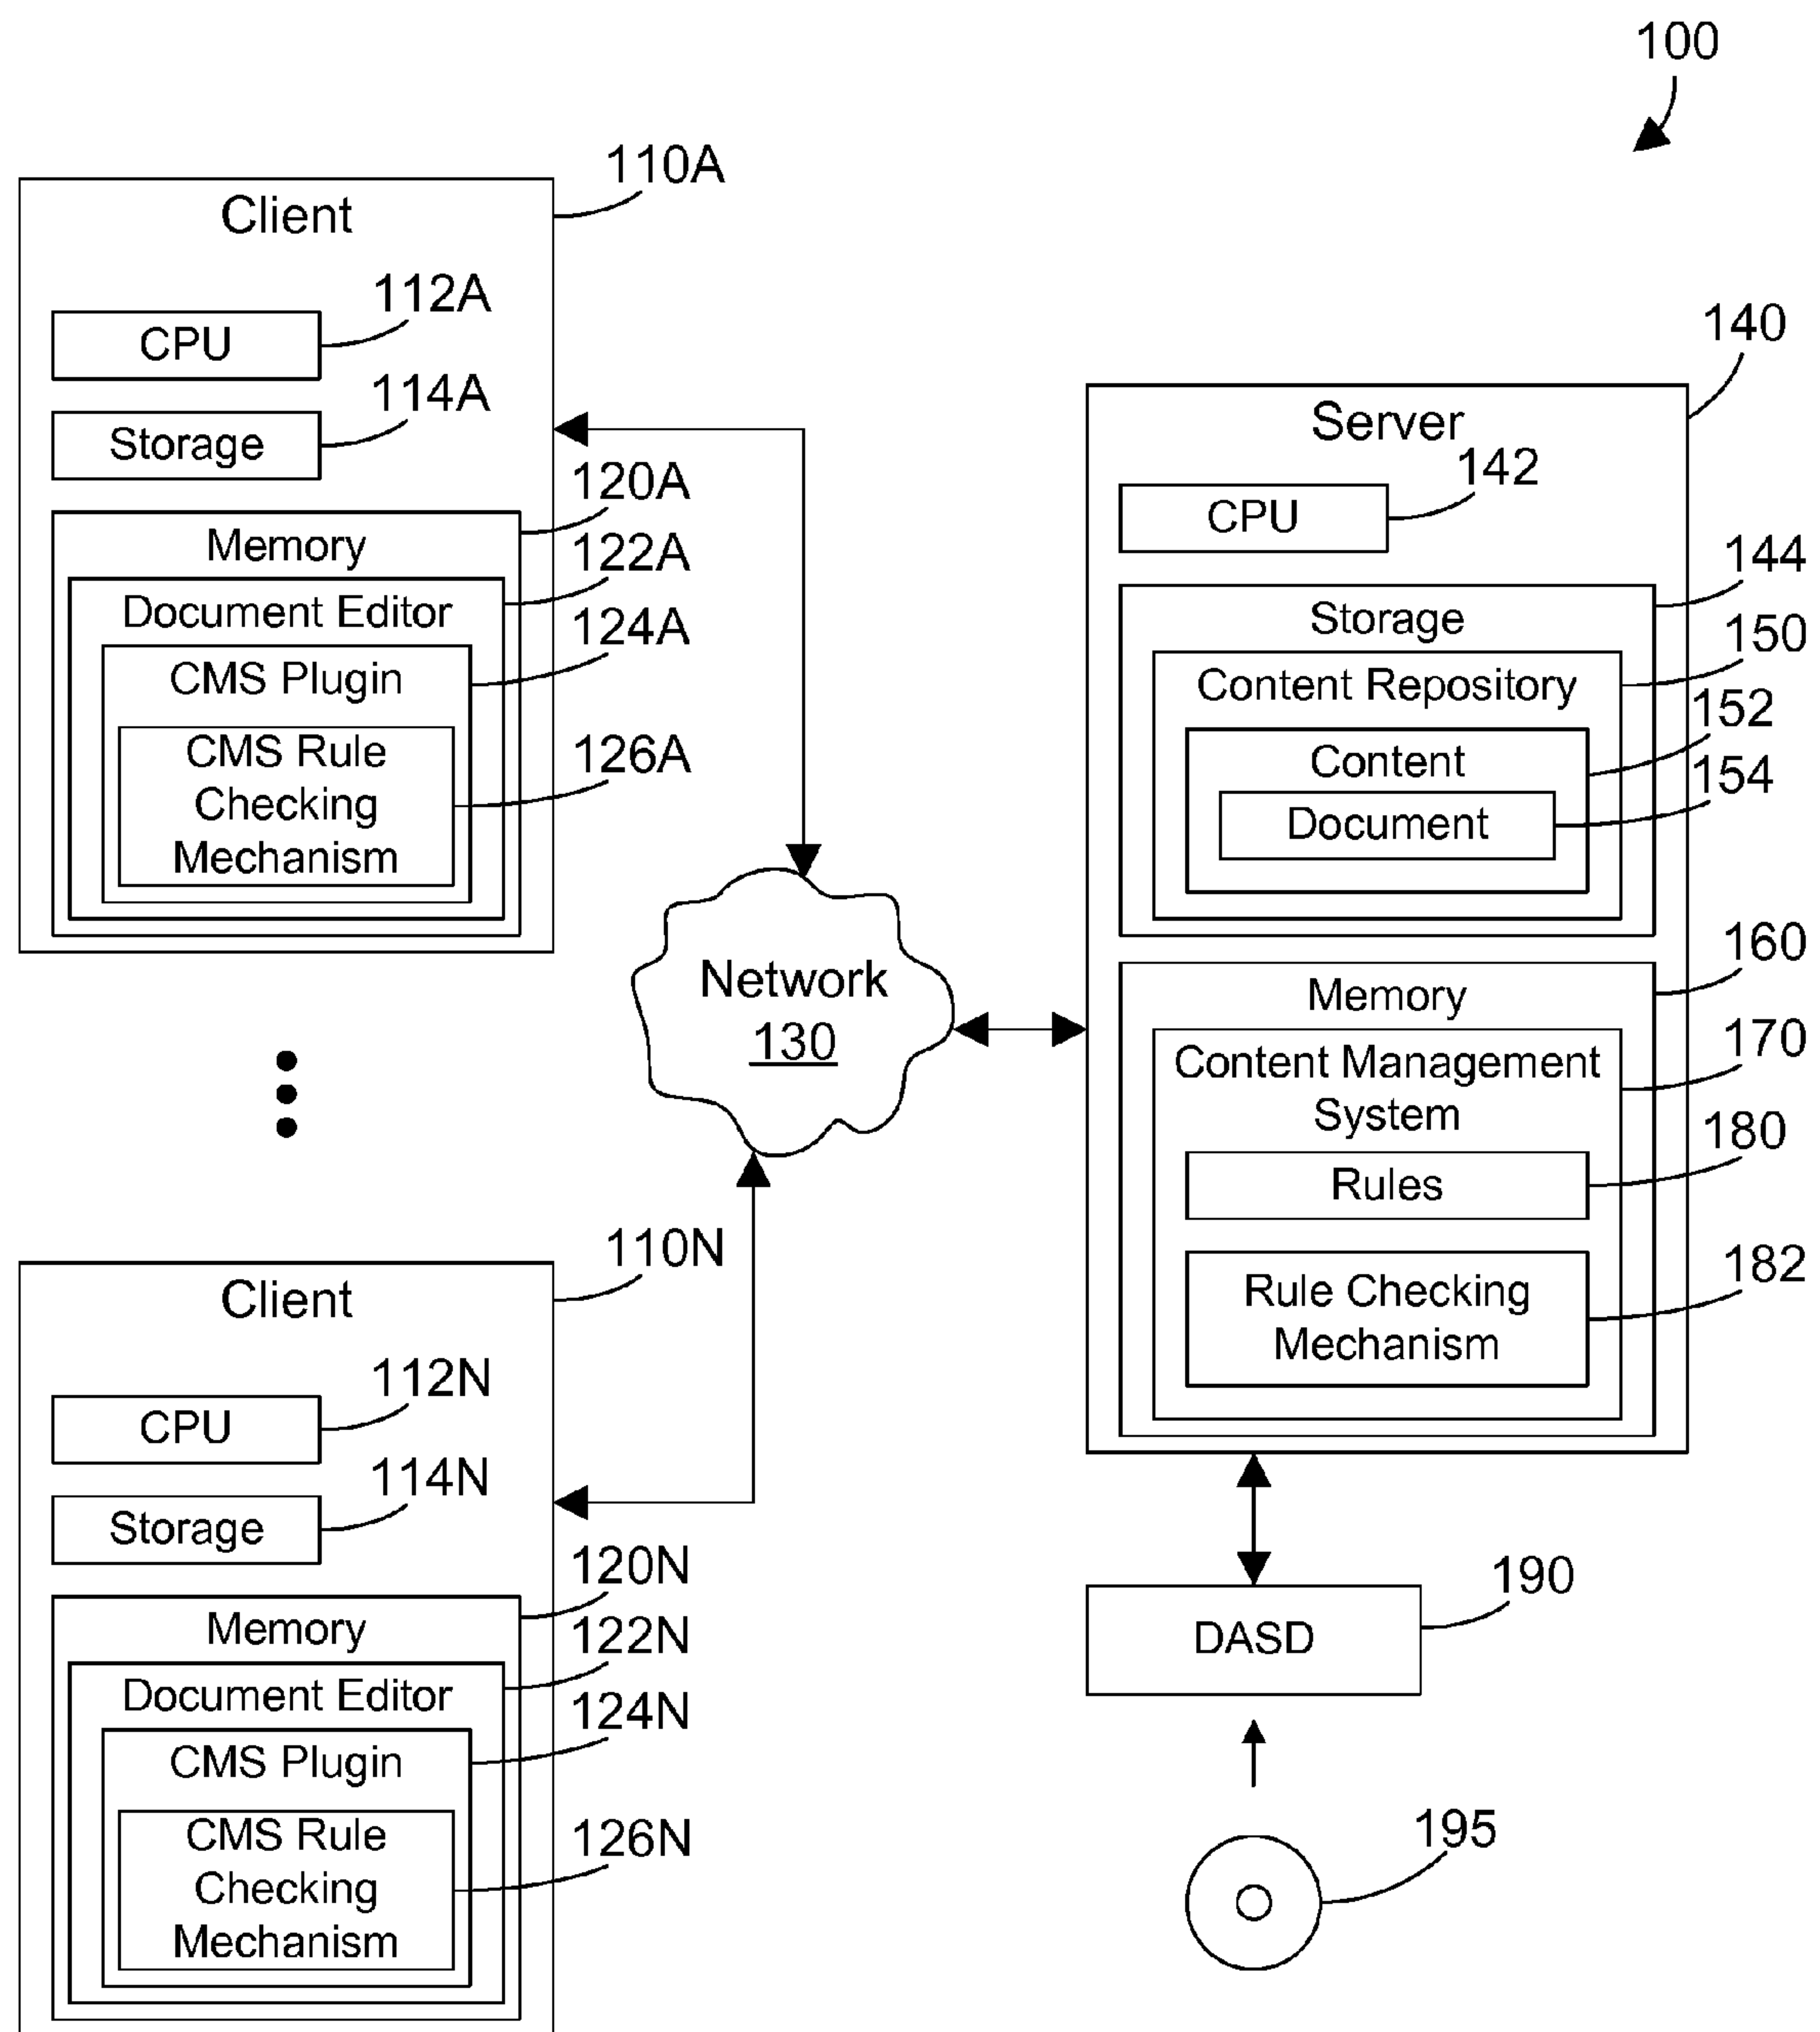 100
110A
Client
112A
CPU
114A
Storage
120A
Memory
122A
Document Editor
124A
CMS Plugin
126A
CMS Rule
Checking
Mechanism
Network
130
110N
Client
112N
CPU
114N
Storage
120N
Memory
122N
Document Editor
124N
CMS Plugin
126N
CMS Rule
Checking
Mechanism
140
Server
142
CPU
144
Storage
150
Content Repository
152
Content
154
Document
160
Memory
170
Content Management
System
180
Rules
182
Rule Checking
Mechanism
190
DASD
195